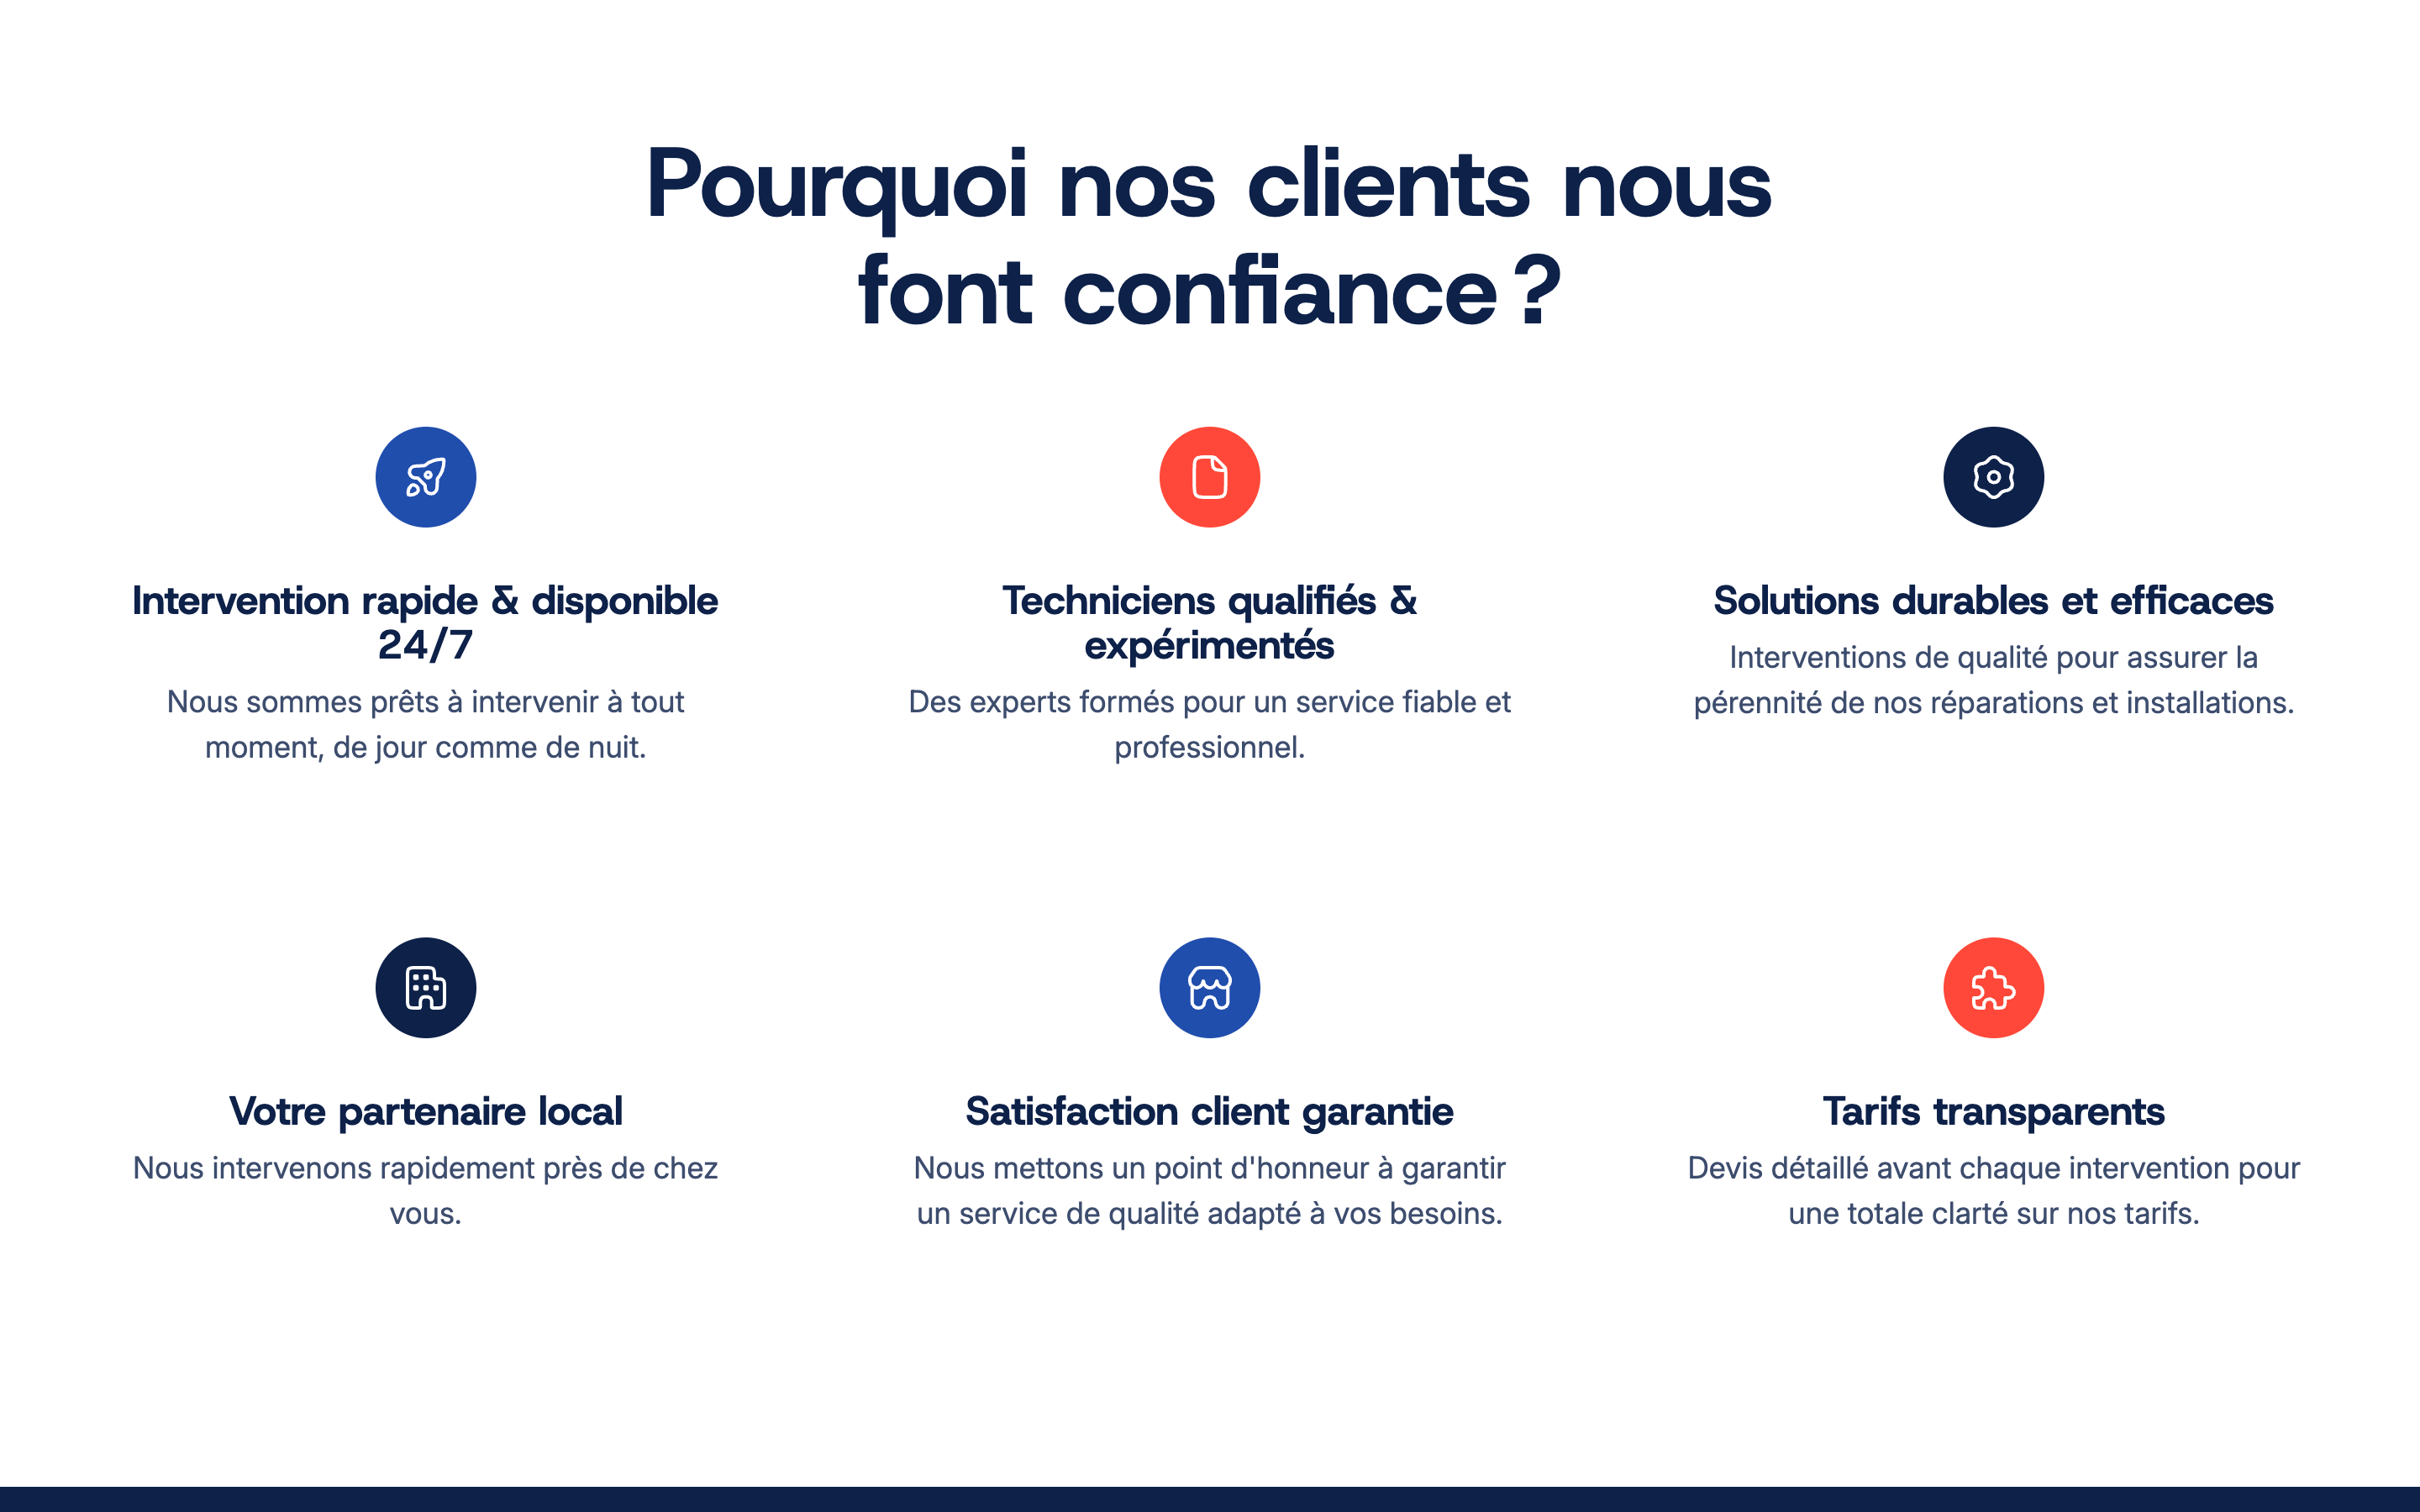 Pourquoi nos clients nous
font confiance ?
Intervention rapide & disponible
24/7
Nous sommes prêts à intervenir à tout
moment, de jour comme de nuit.
Techniciens qualifiés &
expérimentés
Des experts formés pour un service fiable et
professionnel.
Solutions durables et efficaces
Interventions de qualité pour assurer la
pérennité de nos réparations et installations.
Votre partenaire local
Nous intervenons rapidement près de chez
vous.
Satisfaction client garantie
Nous mettons un point d'honneur à garantir
un service de qualité adapté à vos besoins.
Tarifs transparents
Devis détaillé avant chaque intervention pour
une totale clarté sur nos tarifs.